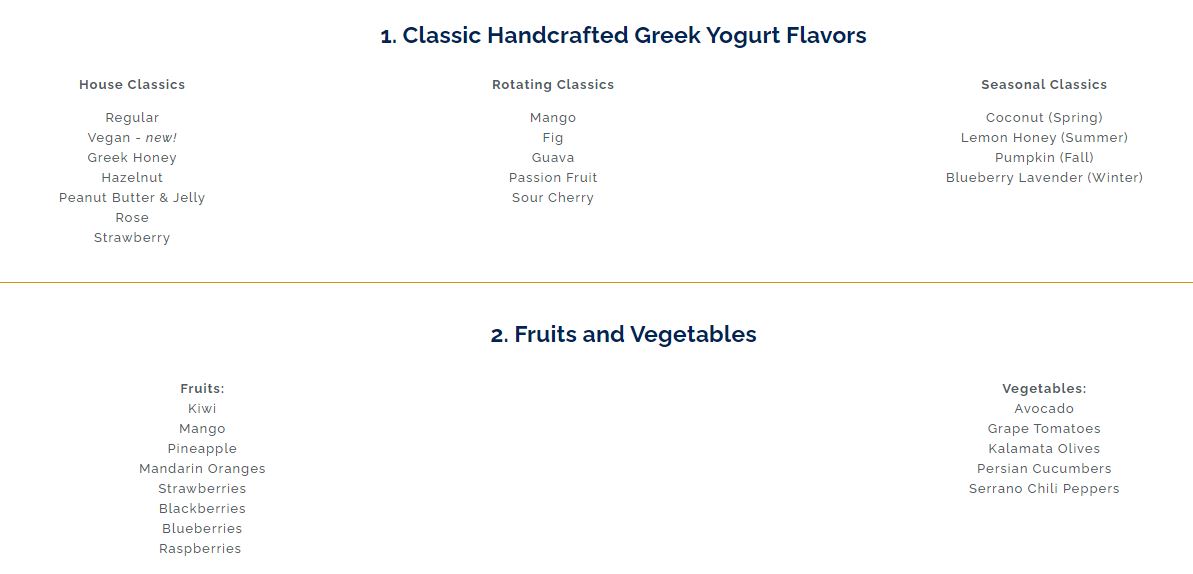 1. Classic Handcrafted Greek Yogurt Flavors
House Classics
Regular
Vegan - new!
Greek Honey
Hazelnut
Peanut Butter & Jelly
Rose
Strawberry
Rotating Classics
Mango
Fig
Guava
Passion Fruit
Sour Cherry
Seasonal Classics
Coconut (Spring)
Lemon Honey (Summer)
Pumpkin (Fall)
Blueberry Lavender (Winter)
2. Fruits and Vegetables
Fruits:
Kiwi
Mango
Pineapple
Mandarin Oranges
Strawberries
Blackberries
Blueberries
Raspberries
Vegetables:
Avocado
Grape Tomatoes
Kalamata Olives
Persian Cucumbers
Serrano Chili Peppers